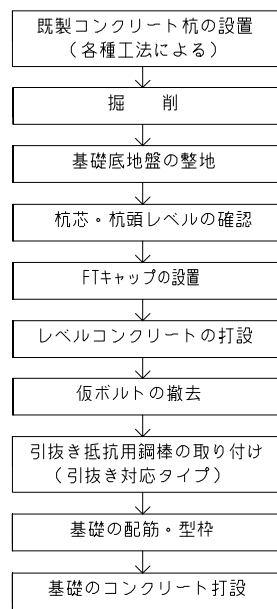 既製コンクリート杭の設置
(各種工法による)
掘　削
基礎底地盤の整地
杭芯・杭頭レベルの確認
FTキャップの設置
レベルコンクリートの打設
仮ボルトの撤去
引抜き抵抗用鋼棒の取り付け
(引抜き対応タイプ)
基礎の配筋・型枠
基礎のコンクリート打設